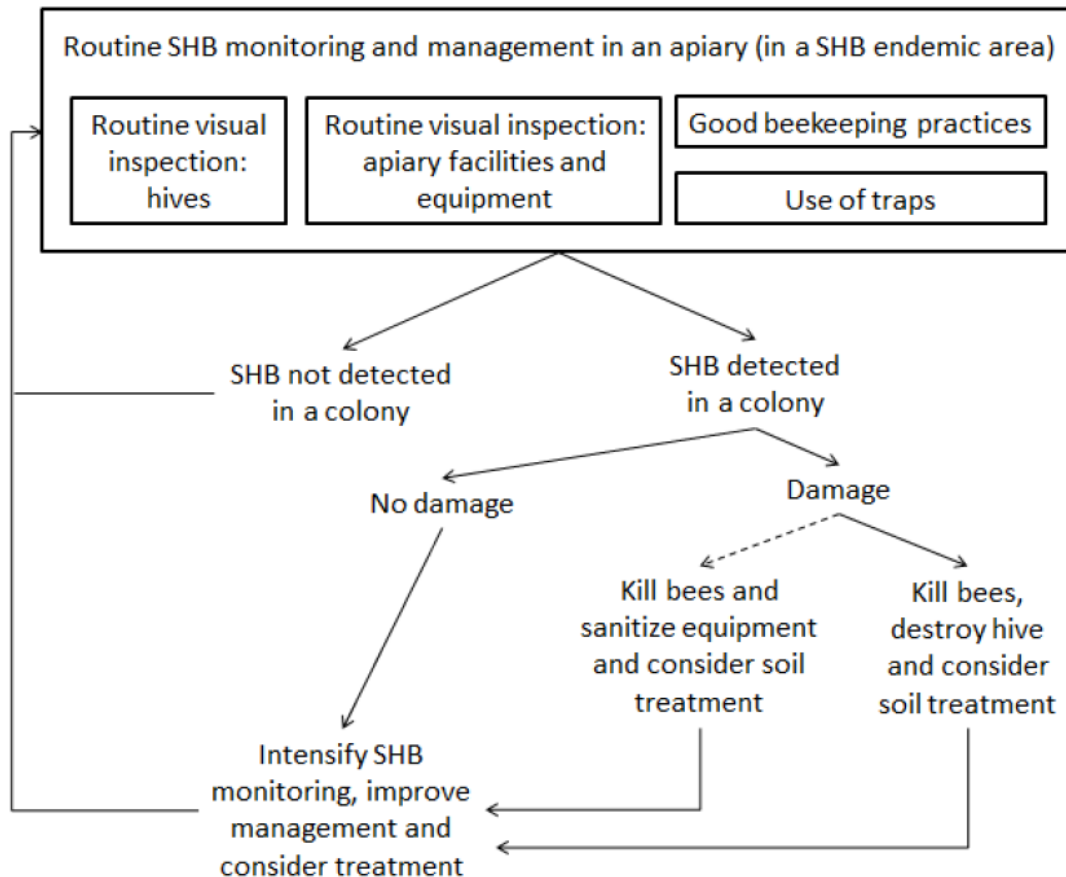 Routine SHB monitoring and management in an apiary (in a SHB endemic area)
Routine visual
inspection:
hives
Routine visual inspection:
apiary facilities and
equipment
Good beekeeping practices
Use of traps
SHB not detected
in a colony
SHB detected
in a colony
No damage
Damage
Kill bees and
sanitize equipment
and consider soil
treatment
Kill bees,
destroy hive
and consider
soil treatment
Intensify SHB
monitoring, improve
management and
consider treatment